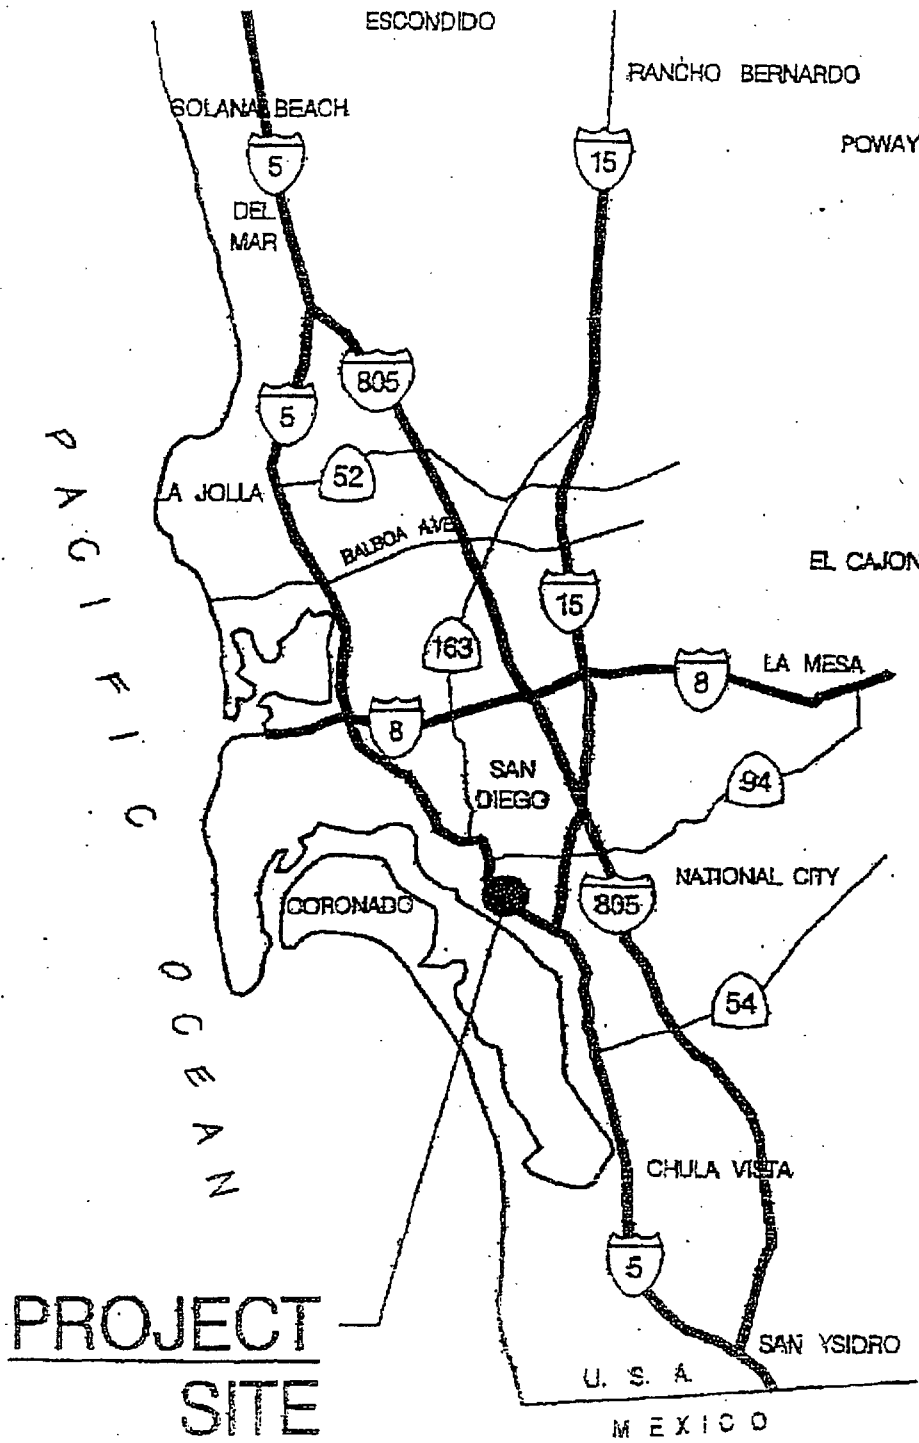 ESCONDIDO
RANCHO BERNARDO
SOLANA BEACH
POWAY
5
15
DEL
MAR
805
5
52
LA JOLLA
BALBOA AVE
EL CAJON
15
163
LA MESA
8
8
SAN
DIEGO
94
NATIONAL CITY
CORONADO
805
54
PACIFIC
OCEAN
CHULA VISTA
5
PROJECT
SITE
SAN YSIDRO
U. S. A.
MEXICO